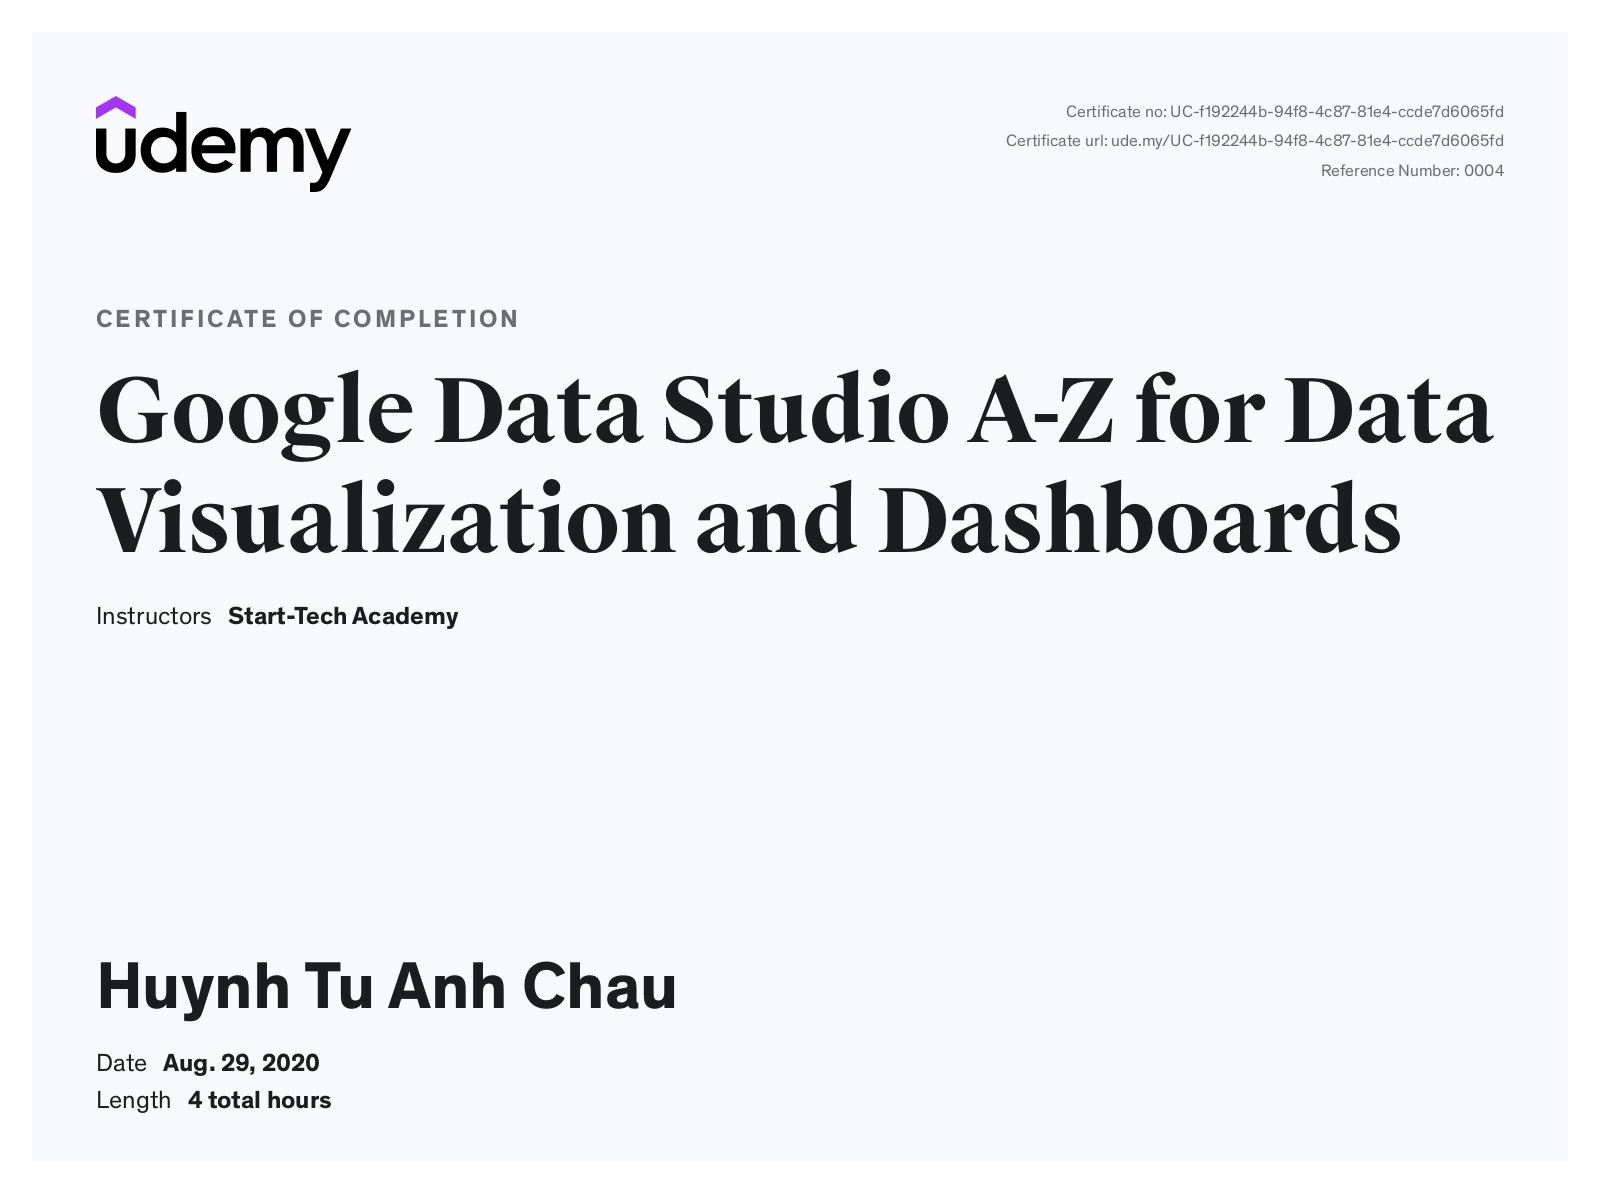 udemy
Certificate no: UC-f192244b-94f8-4c87-81e4-ccde7d6065fd
Certificate url: ude.my/UC-f192244b-94f8-4c87-81e4-ccde7d6065fd
Reference Number: 0004
CERTIFICATE OF COMPLETION
Google Data Studio A-Z for Data
Visualization and Dashboards
Instructors Start-Tech Academy
Huynh Tu Anh Chau
Date Aug. 29, 2020
Length 4 total hours